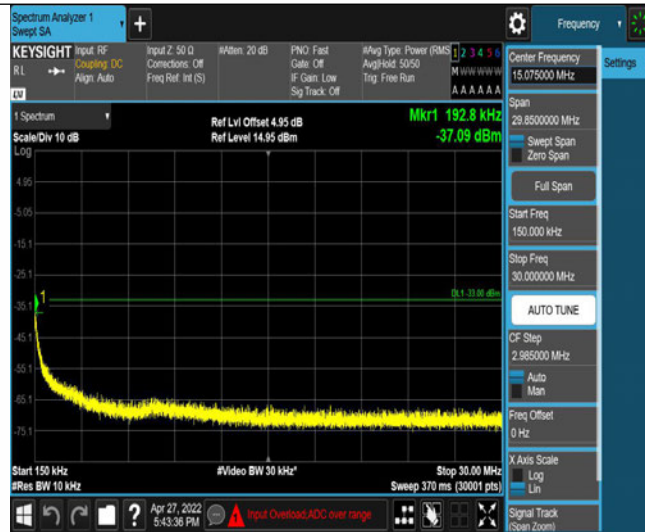 Spectrum Analyzer 1
Swept SA
+
Frequency
KEYSIGHT
Input: RF
Coupling: DC
Align: Auto
Input Z: 50 Ω
Corrections: Off
Freq Ref: Int (S)
#Atten: 20 dB
PNO: Fast
Gate: Off
IF Gain: Low
Sig Track: Off
#Avg Type: Power (RMS
Avg|Hold: 50/50
Trig: Free Run
1 2 3 4 5 6
M W W W W W
A A A A A A
R L
Center Frequency
15.075000 MHz
Settings
Span
29.8500000 MHz
Swept Span
Zero Span
Full Span
Start Freq
150.000 kHz
Stop Freq
30.000000 MHz
AUTO TUNE
CF Step
2.985000 MHz
Auto
Man
Freq Offset
0 Hz
X Axis Scale
Log
Lin
Signal Track
(Span Zoom)
1 Spectrum
Scale/Div 10 dB
Log
Ref Lvl Offset 4.95 dB
Ref Level 14.95 dBm
Mkr1 192.8 kHz
-37.09 dBm
4.95
-5.05
-15.1
-25.1
-35.1
-45.1
-55.1
-65.1
-75.1
1
DL1 -33.00 dBm
Start 150 kHz
#Res BW 10 kHz
#Video BW 30 kHz*
Stop 30.00 MHz
Sweep 370 ms (30001 pts)
?
Apr 27, 2022
5:43:36 PM
Input Overload;ADC over range